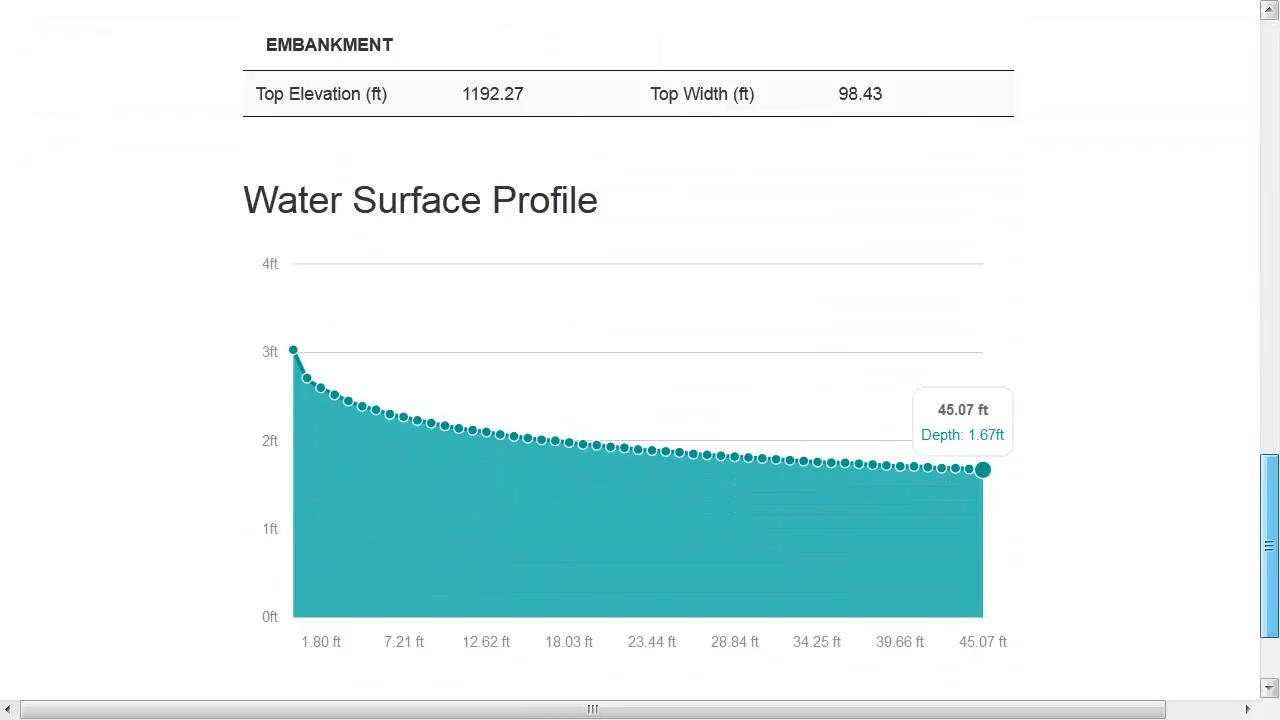 EMBANKMENT
Top Elevation (ft) 1192.27 Top Width (ft) 98.43
Water Surface Profile
4ft
3ft
45.07 ft
Depth: 1.67ft
2ft
1ft
0ft
1.80 ft 7.21 ft 12.62 ft 18.03 ft 23.44 ft 28.84 ft 34.25 ft 39.66 ft 45.07 ft